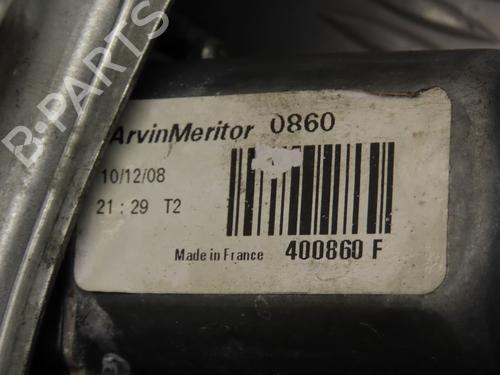 B-PARTS
ArvinMeritor 0860
10/12/08
21:29 T2
Made in France 400860 F